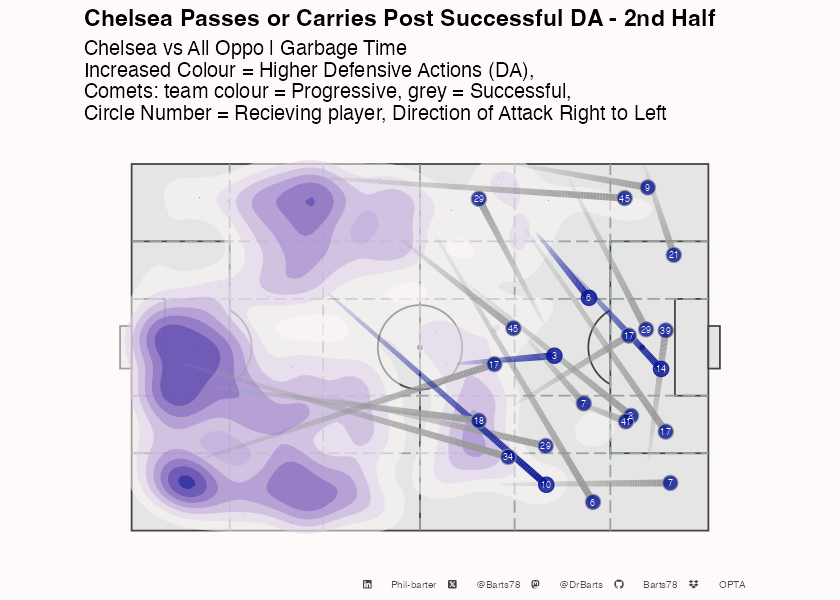 Chelsea Passes or Carries Post Successful DA - 2nd Half
Chelsea vs All Oppo | Garbage Time
Increased Colour = Higher Defensive Actions (DA),
Comets: team colour = Progressive, grey = Successful,
Circle Number = Recieving player, Direction of Attack Right to Left
9
29 45
21
6
45 17 29 39
3
17 14
7
18 41 17
29
34
10 7
6
Phil-barter @Barts78 @DrBarts Barts78 OPTA